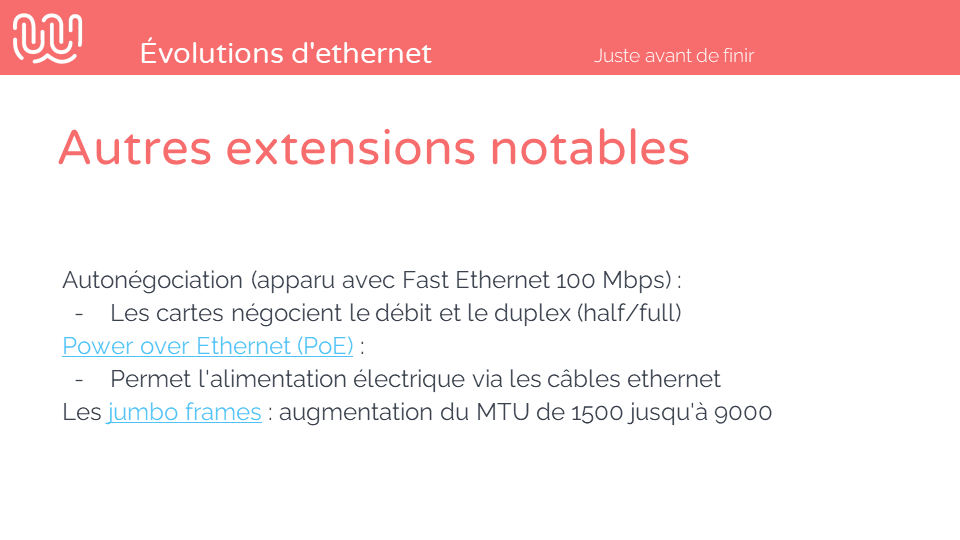 Évolutions d'ethernet
Juste avant de finir
Autres extensions notables
Autonégociation (apparu avec Fast Ethernet 100 Mbps) :
- Les cartes négocient le débit et le duplex (half/full)
Power over Ethernet (PoE) :
- Permet l'alimentation électrique via les câbles ethernet
Les jumbo frames : augmentation du MTU de 1500 jusqu'à 9000